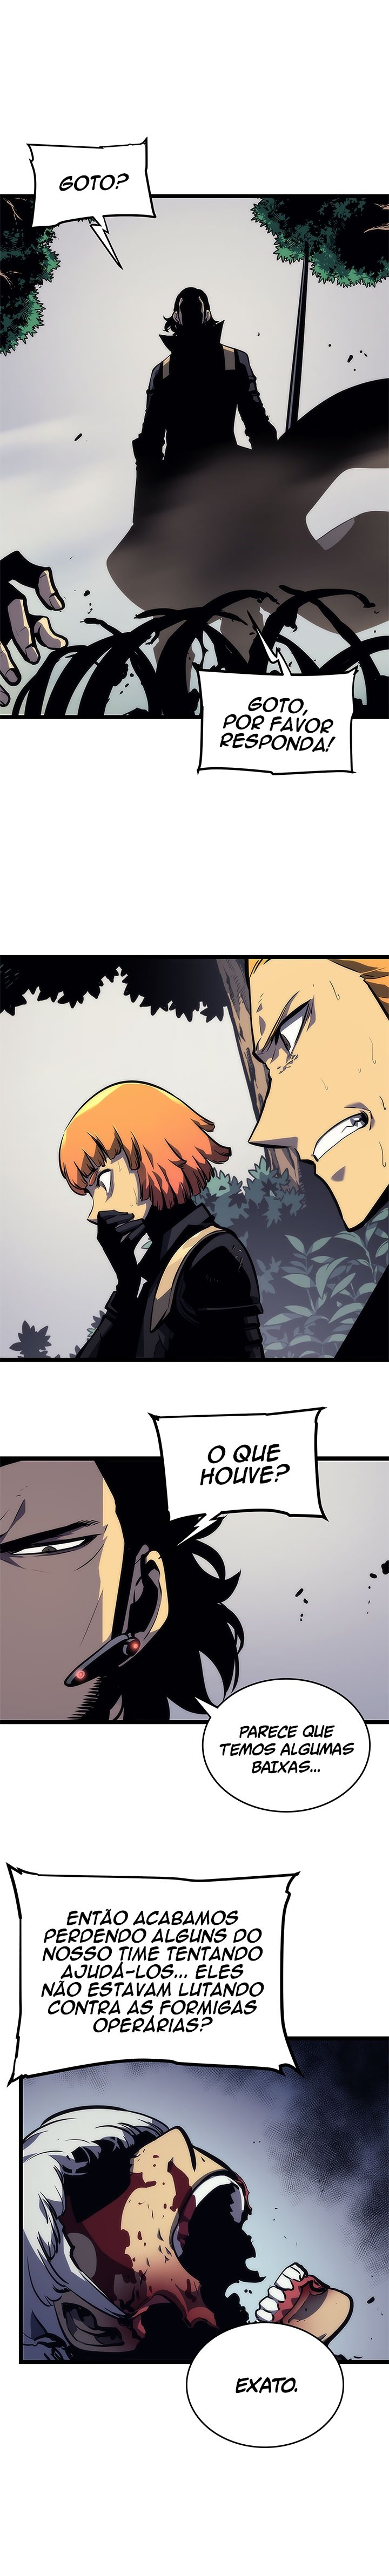 GOTO?
GOTO,
POR FAVOR
RESPONDA!
O QUE
HOUVE?
PARECE QUE
TEMOS ALGUMAS
BAIXAS...
ENTÃO ACABAMOS
PERDENDO ALGUNS DO
NOSSO TIME TENTANDO
AJUDÁ-LOS... ELES
NÃO ESTAVAM LUTANDO
CONTRA AS FORMIGAS
OPERÁRIAS?
EXATO.